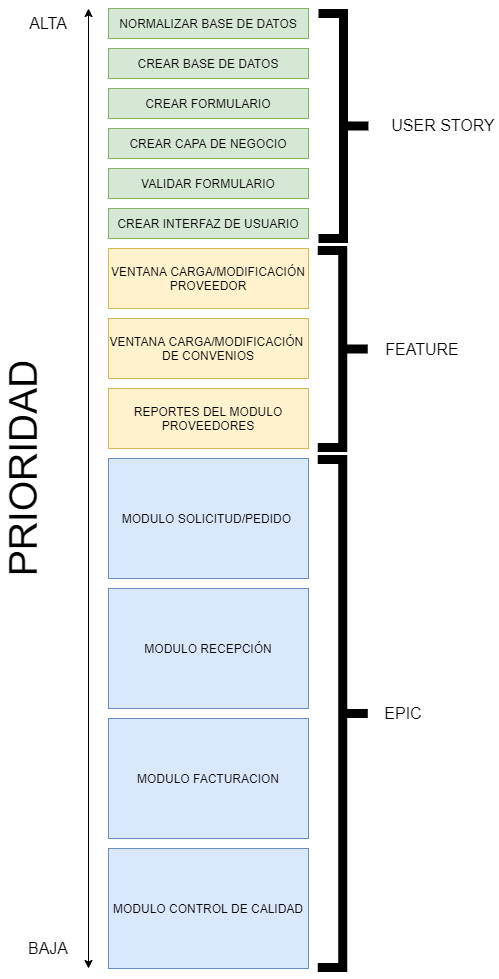 ALTA
NORMALIZAR BASE DE DATOS
CREAR BASE DE DATOS
CREAR FORMULARIO
CREAR CAPA DE NEGOCIO
VALIDAR FORMULARIO
CREAR INTERFAZ DE USUARIO
USER STORY
VENTANA CARGA/MODIFICACIÓN
PROVEEDOR
VENTANA CARGA/MODIFICACIÓN
DE CONVENIOS
REPORTES DEL MODULO
PROVEEDORES
FEATURE
PRIORIDAD
MODULO SOLICITUD/PEDIDO
MODULO RECEPCIÓN
MODULO FACTURACION
MODULO CONTROL DE CALIDAD
EPIC
BAJA